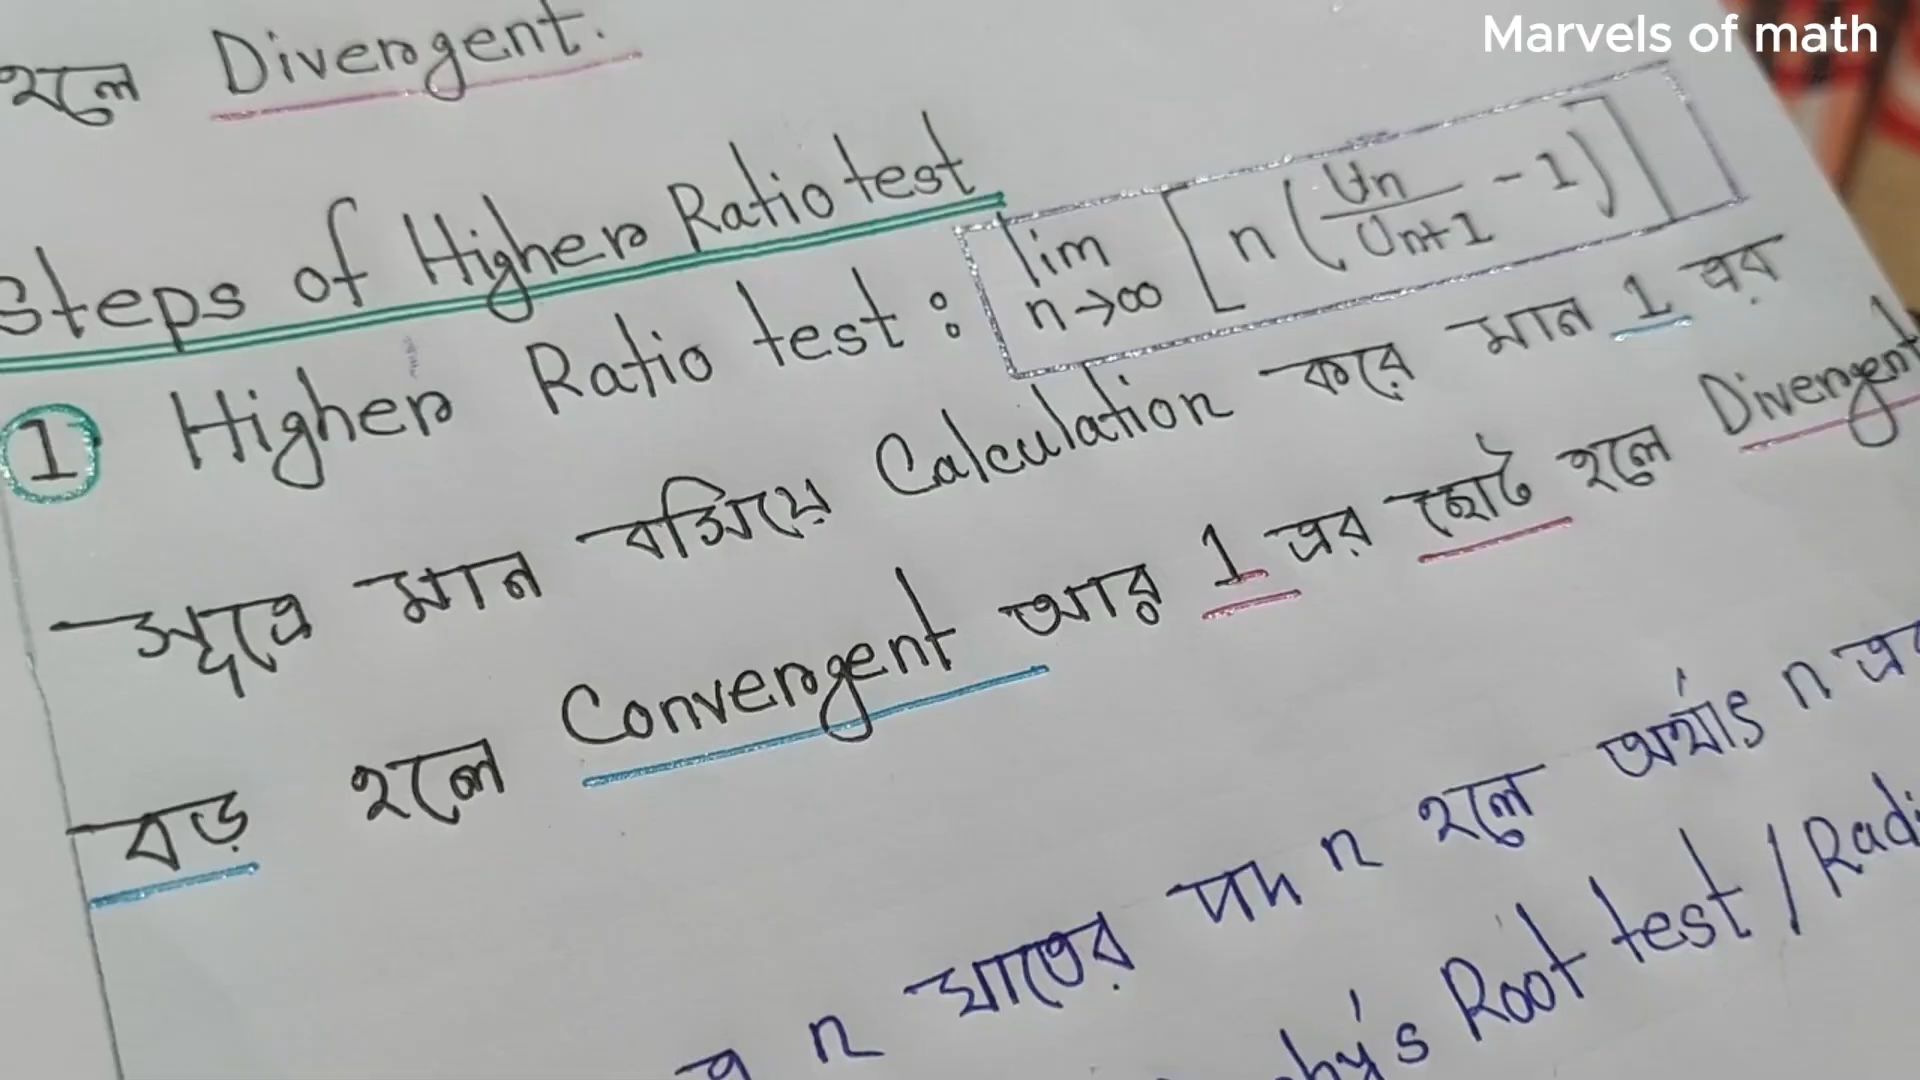 Marvels of math
হলে Divergent.
Steps of Higher Ratio test
① Higher Ratio test : lim n→∞ [n(Un/Un+1 - 1)]
সূত্রে মান বসিয়ে Calculation করে মান 1 এর
বড় হলে Convergent আর 1 এর ছোট হলে Divergent
n ঘাতের পদ n হলে অর্থাৎ n এর
Root test / Radi